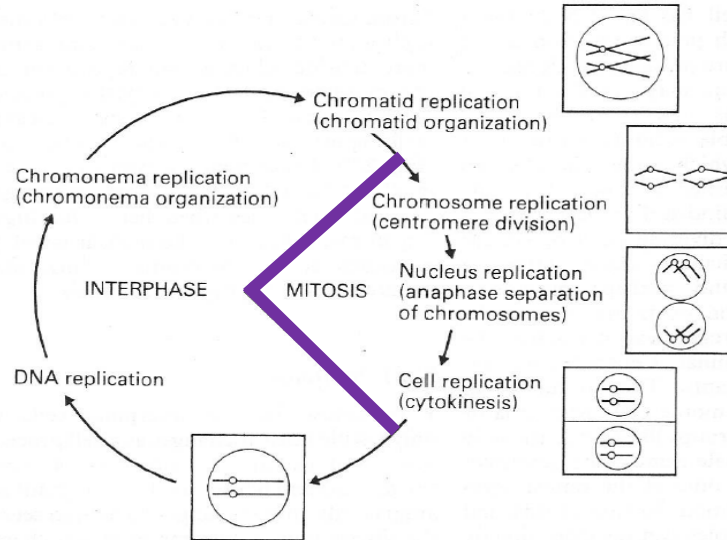 Chromatid replication
(chromatid organization)
Chromonema replication
(chromonema organization)
Chromosome replication
(centromere division)
Nucleus replication
(anaphase separation
of chromosomes)
INTERPHASE
MITOSIS
DNA replication
Cell replication
(cytokinesis)